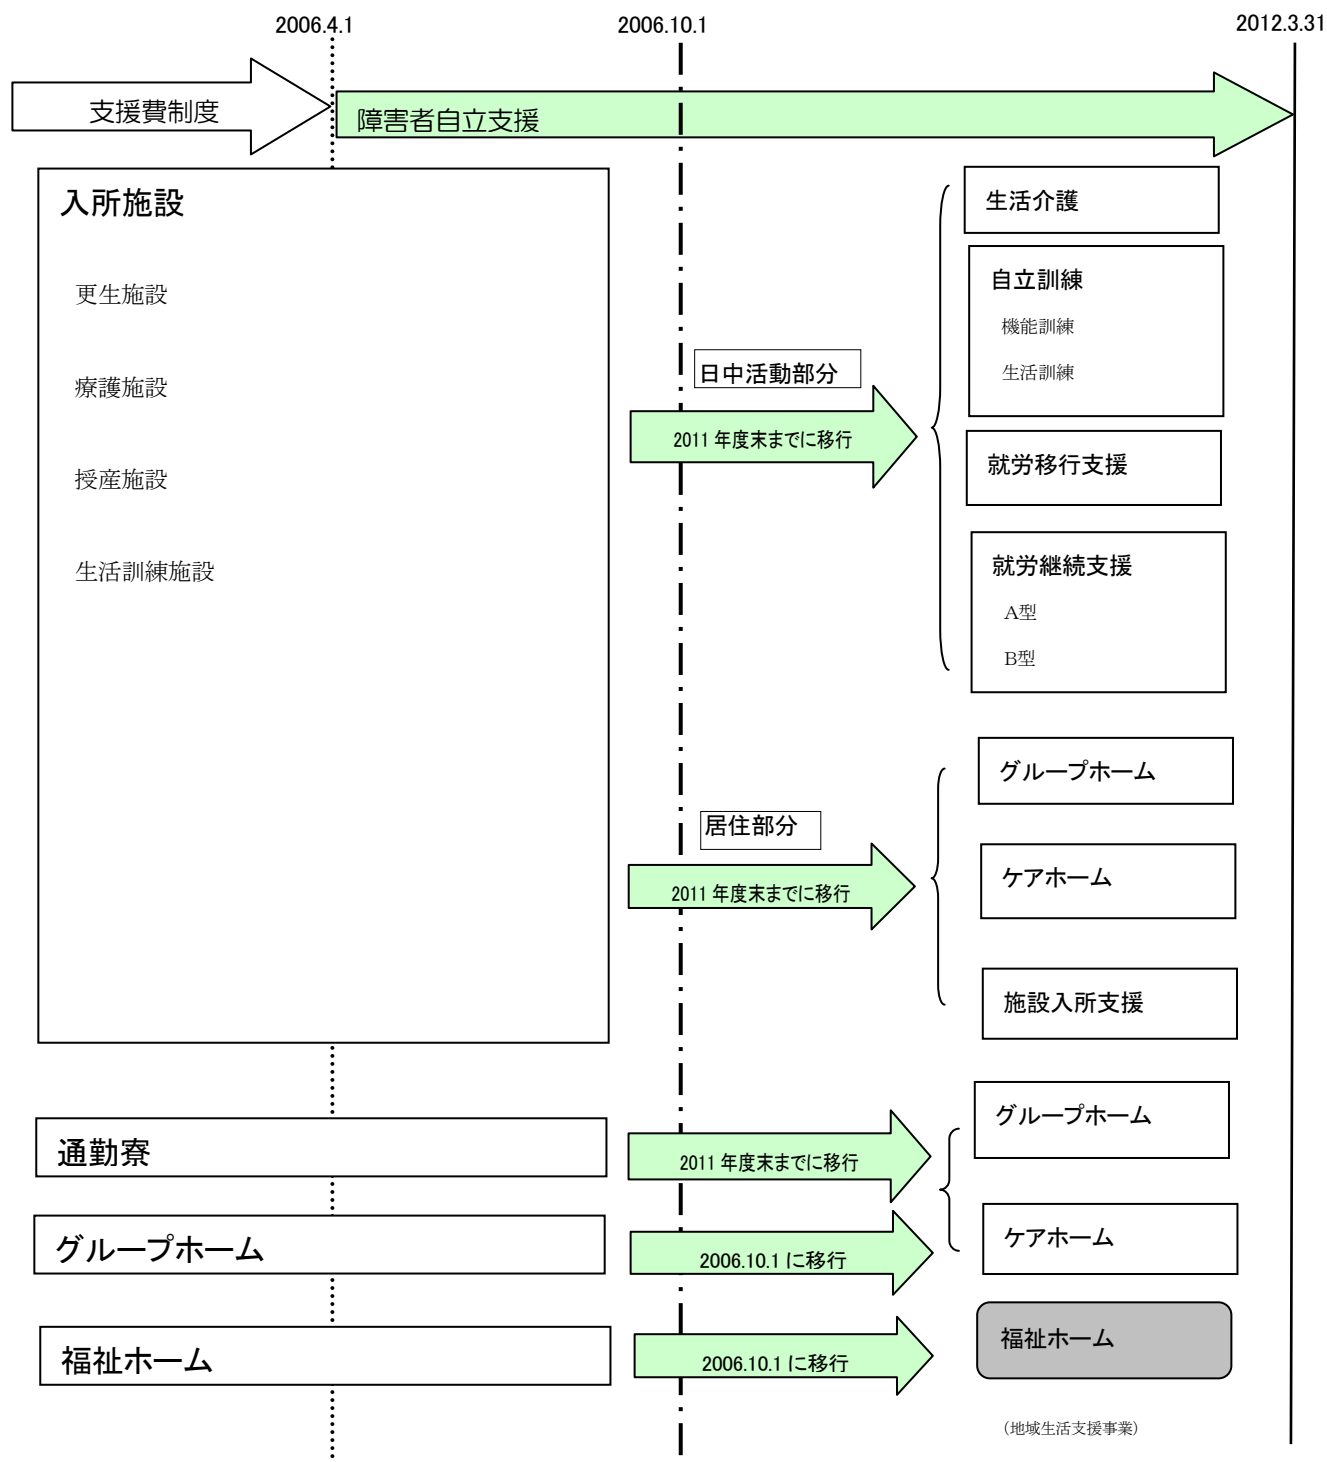 2006.4.1
2006.10.1
2012.3.31
支援費制度
障害者自立支援
入所施設
更生施設
療護施設
授産施設
生活訓練施設
日中活動部分
2011 年度末までに移行
生活介護
自立訓練
機能訓練
生活訓練
就労移行支援
就労継続支援
A型
B型
居住部分
2011 年度末までに移行
グループホーム
ケアホーム
施設入所支援
通勤寮
2011 年度末までに移行
グループホーム
グループホーム
2006.10.1 に移行
ケアホーム
福祉ホーム
2006.10.1 に移行
福祉ホーム
(地域生活支援事業)